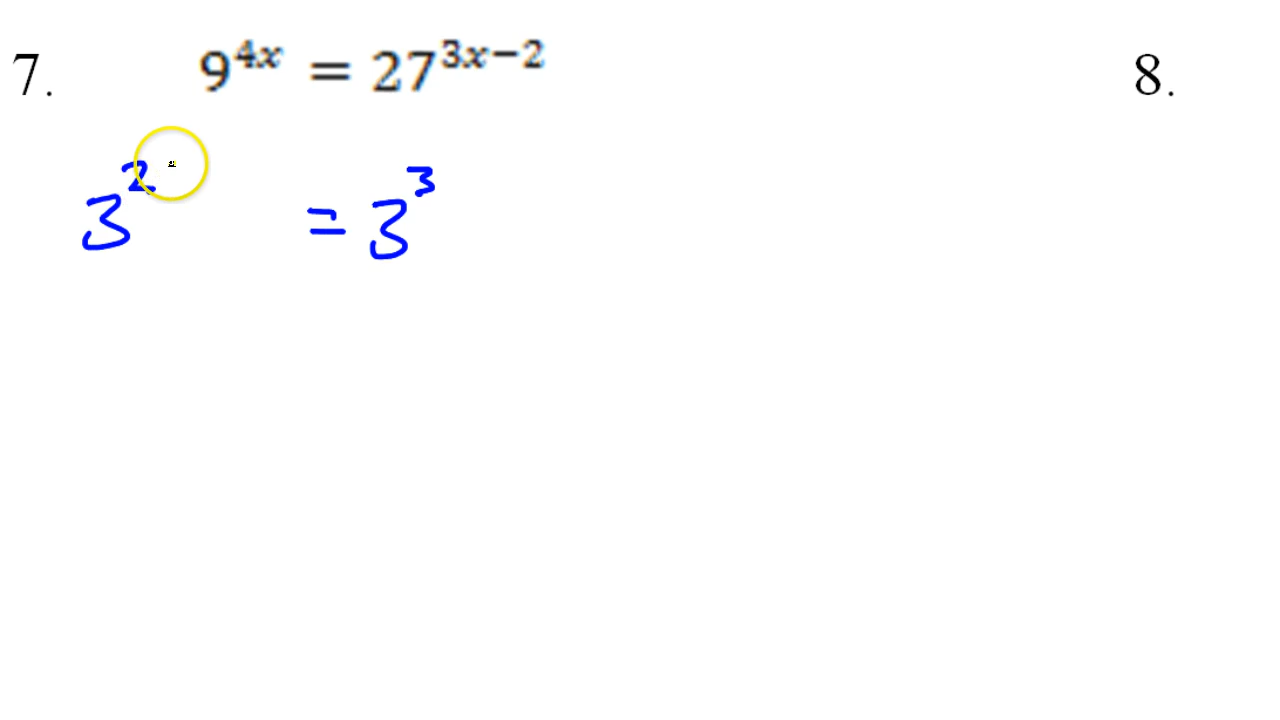 7. 9^{4x} = 27^{3x−2} 8.
3^2 = 3^3